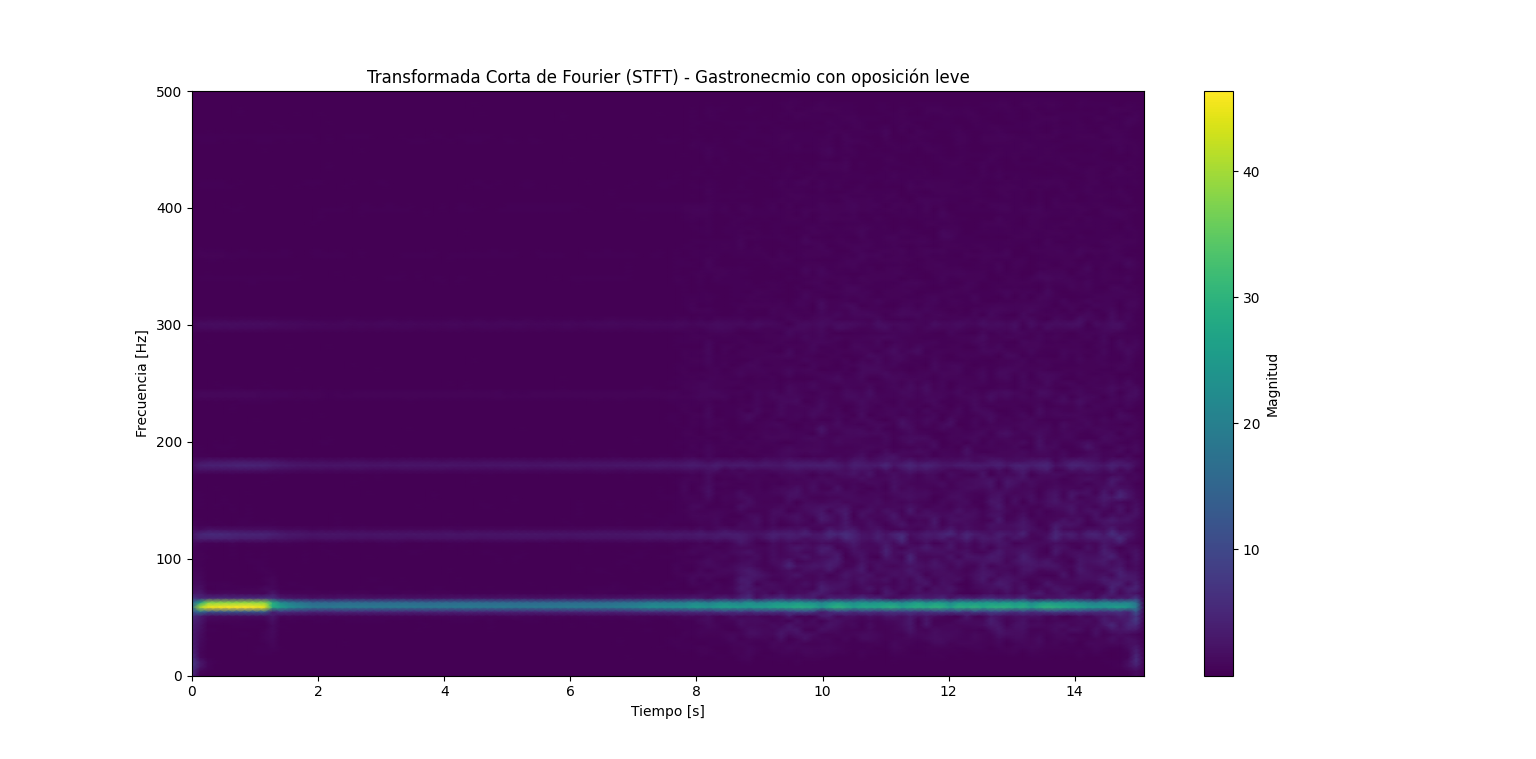 Transformada Corta de Fourier (STFT) - Gastronecmio con oposición leve
500
400
300
200
100
0
Frecuencia [Hz]
0 2 4 6 8 10 12 14
Tiempo [s]
40
30
20
10
Magnitud